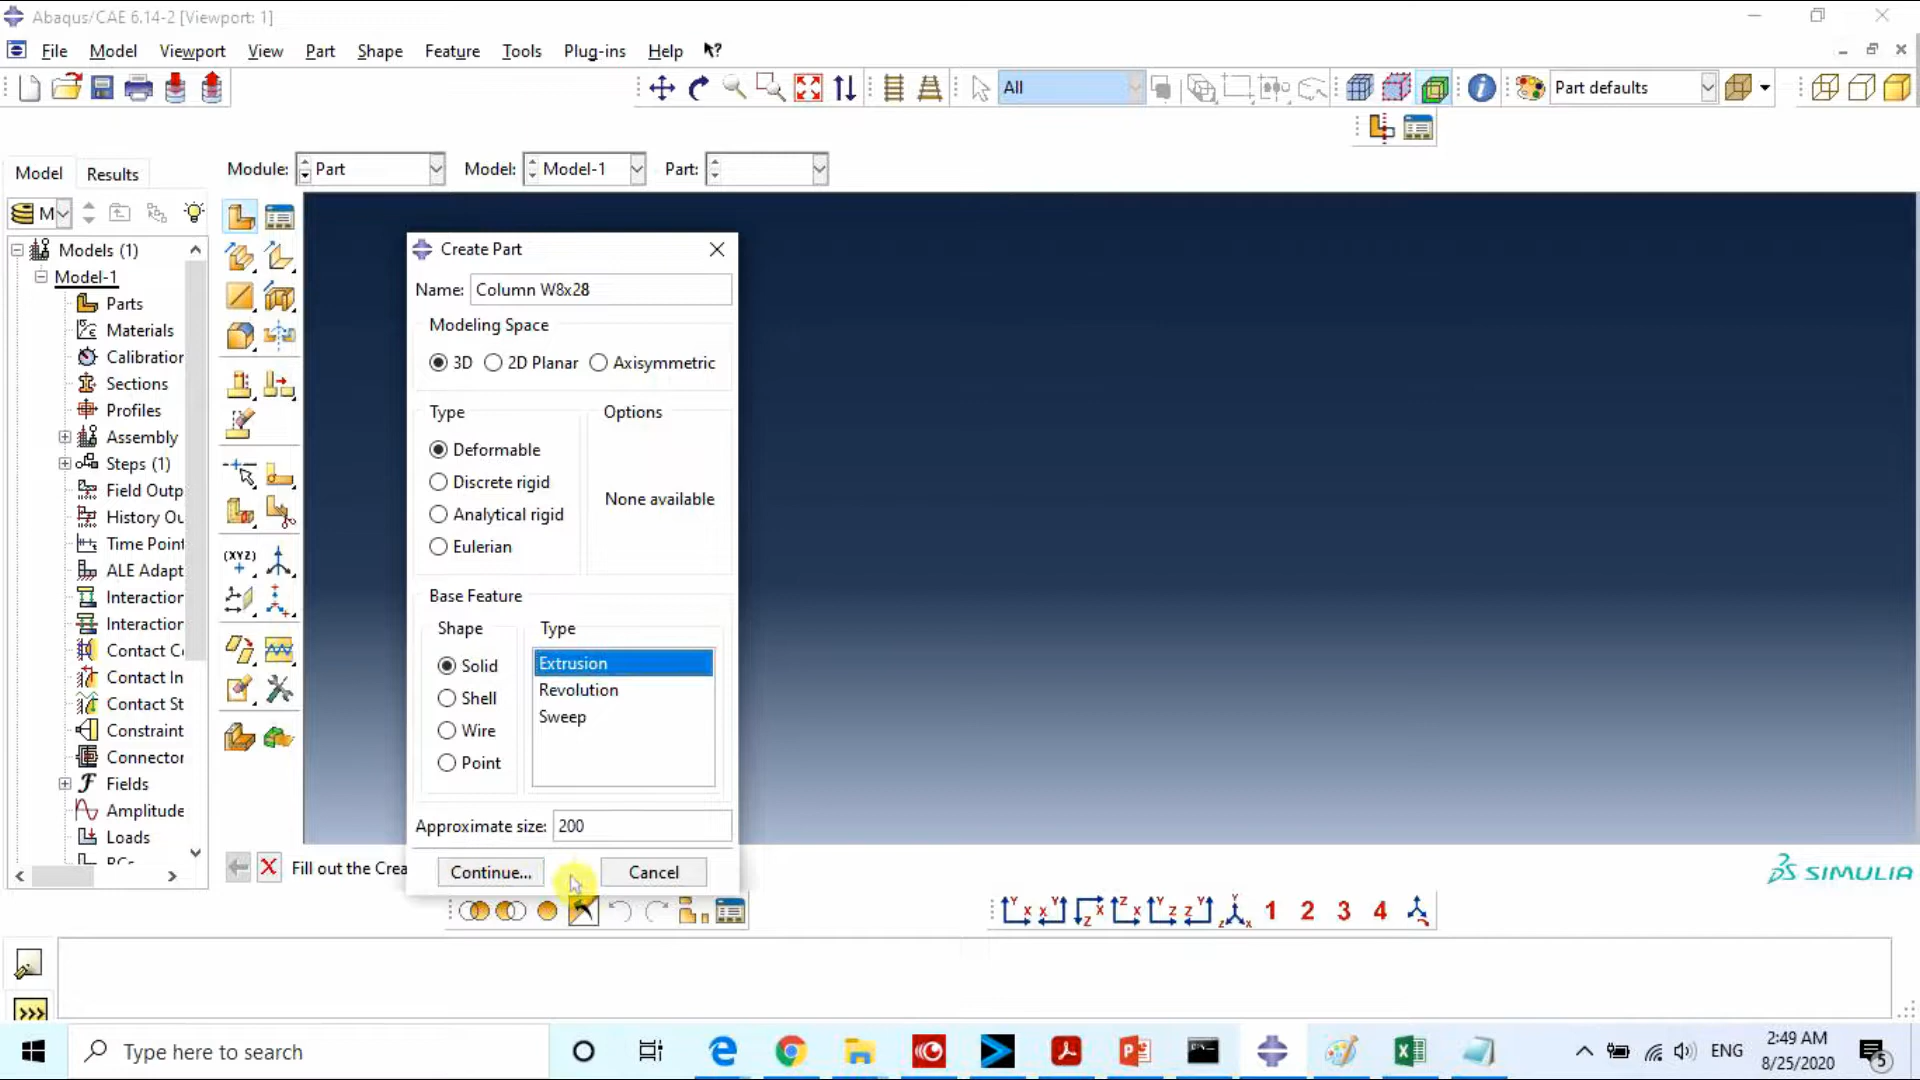 Abaqus/CAE 6.14-2 [Viewport: 1]
File Model Viewport View Part Shape Feature Tools Plug-ins Help
All
Part defaults
Model Results
Module: Part Model: Model-1 Part:
M
Models (1)
Model-1
Parts
Materials
Calibration
Sections
Profiles
Assembly
Steps (1)
Field Outp
History Ou
Time Point
ALE Adapt
Interaction
Interaction
Contact Co
Contact In
Contact St
Constraint
Connector
Fields
Amplitude
Loads
BCs
(XYZ)
Create Part
Name: Column W8x28
Modeling Space
3D 2D Planar Axisymmetric
Type Options
Deformable
Discrete rigid
Analytical rigid
Eulerian
None available
Base Feature
Shape Type
Solid
Shell
Wire
Point
Extrusion
Revolution
Sweep
Approximate size: 200
Continue... Cancel
Fill out the Crea
SIMULIA
1 2 3 4
>>>
Type here to search
ENG
2:49 AM
8/25/2020
5